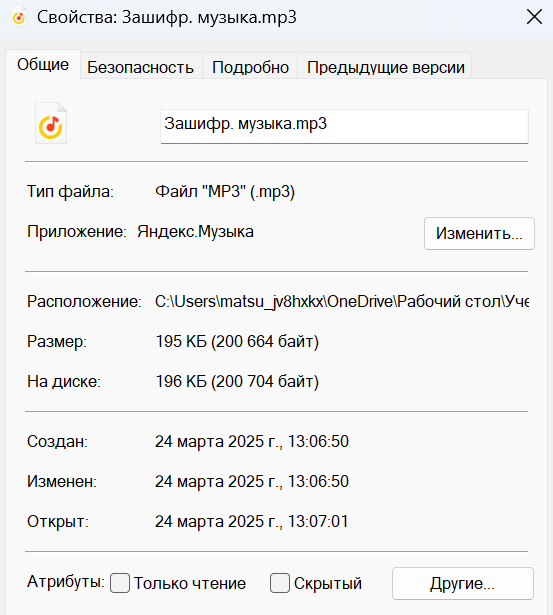 Свойства: Зашифр. музыка.mp3
Общие Безопасность Подробно Предыдущие версии
Зашифр. музыка.mp3
Тип файла: Файл "MP3" (.mp3)
Приложение: Яндекс.Музыка Изменить...
Расположение: C:\Users\matsu_jv8hxkx\OneDrive\Рабочий стол\Уче
Размер: 195 КБ (200 664 байт)
На диске: 196 КБ (200 704 байт)
Создан: 24 марта 2025 г., 13:06:50
Изменен: 24 марта 2025 г., 13:06:50
Открыт: 24 марта 2025 г., 13:07:01
Атрибуты: Только чтение Скрытый Другие...